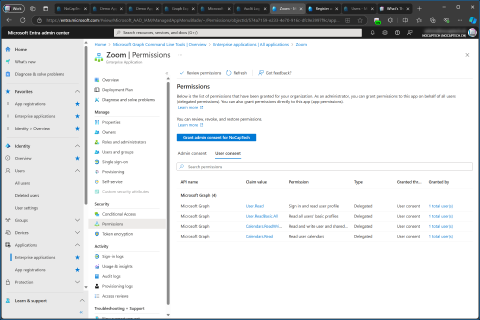 Work
Microsoft Entra admin center
Search resources, services, and docs (G+/)
Home > Microsoft Graph Command Line Tools | Overview > Enterprise applications | All applications > Zoom
Zoom | Permissions
Enterprise Application
Home
What's new
Diagnose & solve problems
Favorites
App registrations
Enterprise applications
Identity > Overview
Identity
Overview
Users
All users
Deleted users
User settings
Groups
Devices
Applications
Enterprise applications
App registrations
Protection
Learn & support
Overview
Deployment Plan
Diagnose and solve problems
Manage
Properties
Owners
Roles and administrators
Users and groups
Single sign-on
Provisioning
Self-service
Custom security attributes
Security
Conditional Access
Permissions
Token encryption
Activity
Sign-in logs
Usage & insights
Audit logs
Provisioning logs
Access reviews
Troubleshooting + Support
Review permissions
Refresh
Got feedback?
Permissions
Below is the list of permissions that have been granted for your organization. As an administrator, you can grant permissions to this app on behalf of all users
(delegated permissions). You can also grant permissions directly to this app (app permissions).
Learn more
You can review, revoke, and restore permissions.
Learn more
Grant admin consent for NoCapTech
Admin consent User consent
Search permissions
API name Claim value Permission Type Granted thr... Granted by
Microsoft Graph (4)
Microsoft Graph User.Read Sign in and read user profile Delegated User consent 1 total user(s)
Microsoft Graph User.ReadBasic.All Read all users' basic profiles Delegated User consent 1 total user(s)
Microsoft Graph Calendars.ReadWri... Read and write user and shared... Delegated User consent 1 total user(s)
Microsoft Graph Calendars.Read Read user calendars Delegated User consent 1 total user(s)